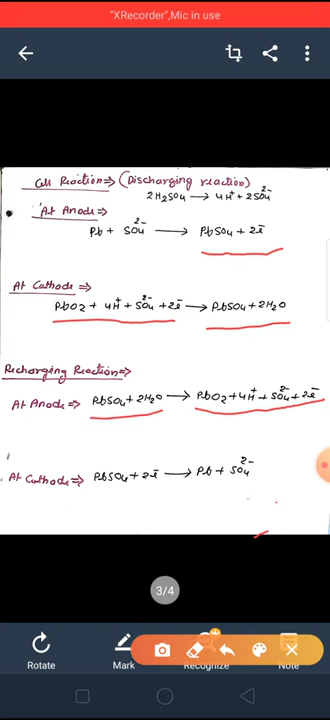 "XRecorder",Mic in use
Cell Reaction⇒ (Discharging reaction)
2H2SO4 → 4H⁺ + 2SO4²⁻
At Anode ⇒
Pb + SO4²⁻ → PbSO4 + 2e⁻
At Cathode ⇒
PbO2 + 4H⁺ + SO4²⁻ + 2e⁻ → PbSO4 + 2H2O
Recharging Reaction⇒
At Anode ⇒ PbSO4 + 2H2O → PbO2 + 4H⁺ + SO4²⁻ + 2e⁻
At Cathode ⇒ PbSO4 + 2e⁻ → Pb + SO4²⁻
3/4
Rotate Mark Recognize Note